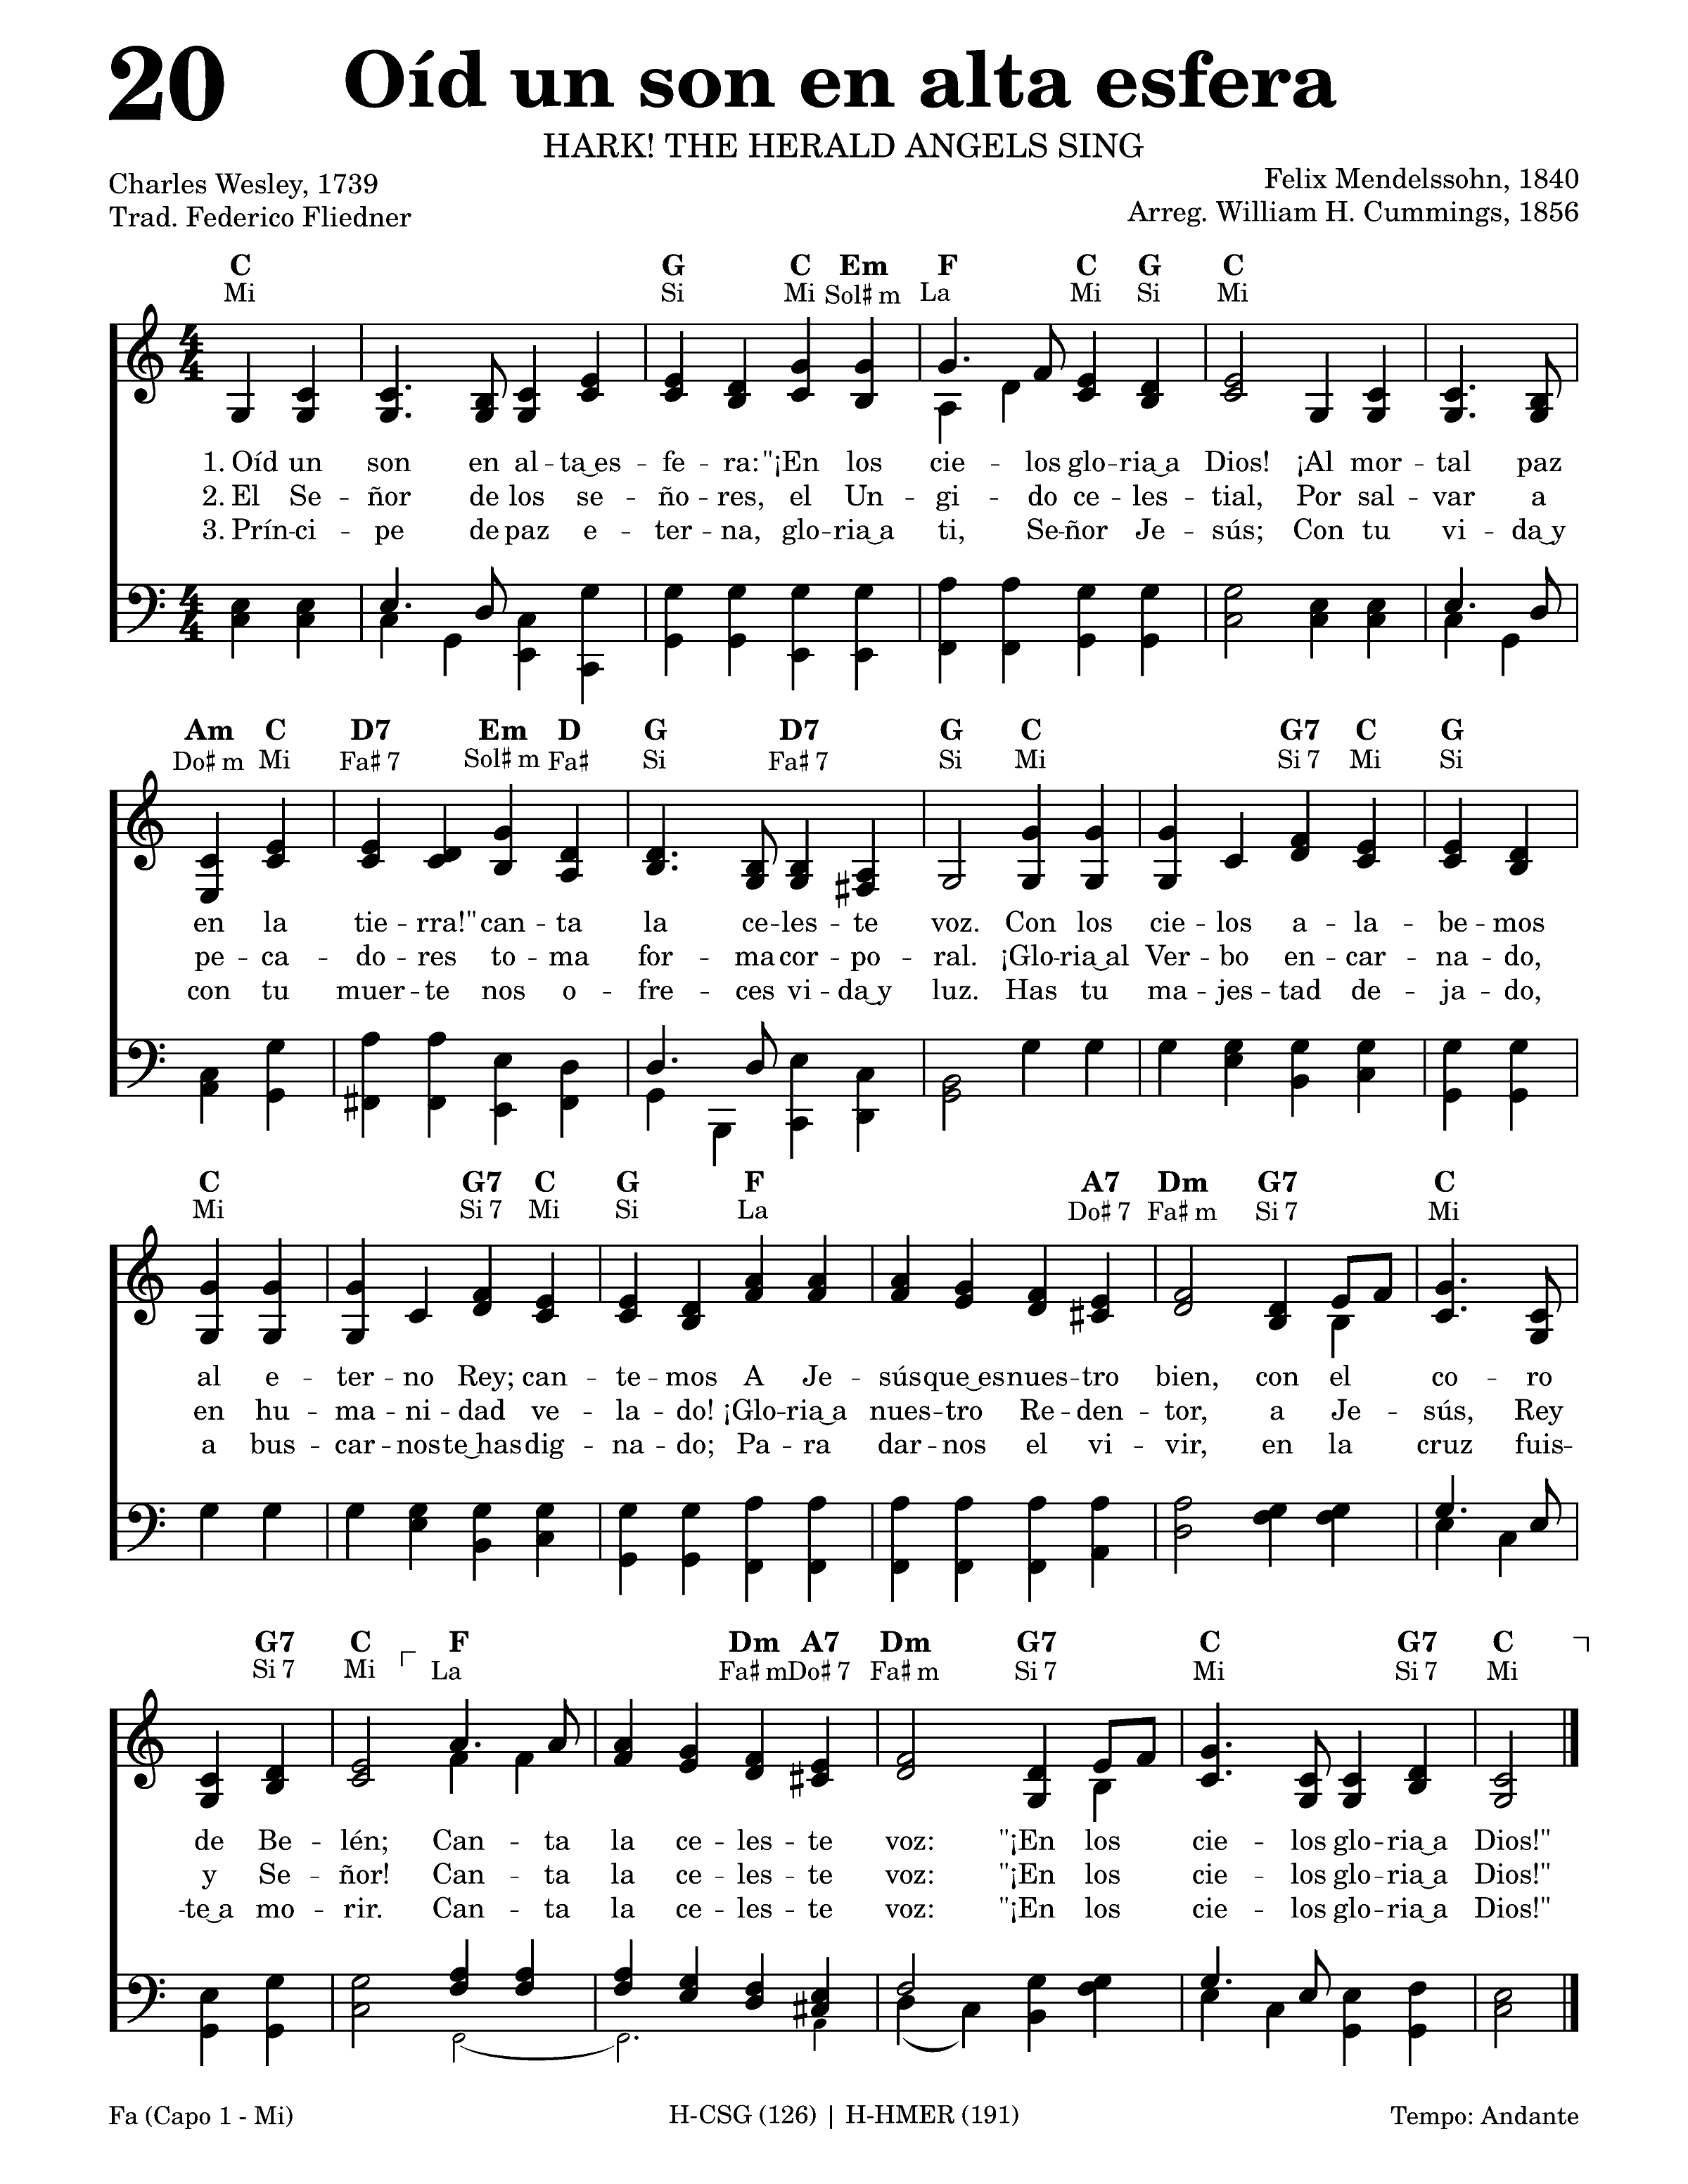 20 Oíd un son en alta esfera
HARK! THE HERALD ANGELS SING
Charles Wesley, 1739
Felix Mendelssohn, 1840
Trad. Federico Fliedner
Arreg. William H. Cummings, 1856
C G C Em F C G C
Mi Si Mi Sol♯ m La Mi Si Mi
1. Oíd un son en al -- ta‿es -- fe -- ra: "¡En los cie -- los glo -- ria‿a Dios! ¡Al mor -- tal paz
2. El Se -- ñor de los se -- ño -- res, el Un -- gi -- do ce -- les -- tial, Por sal -- var a
3. Prín -- ci -- pe de paz e -- ter -- na, glo -- ria‿a ti, Se -- ñor Je -- sús; Con tu vi -- da‿y
Am C D7 Em D G D7 G C G7 C G
Do♯ m Mi Fa♯ 7 Sol♯ m Fa♯ Si Fa♯ 7 Si Mi Si 7 Mi Si
en la tie -- rra!" can -- ta la ce -- les -- te voz. Con los cie -- los a -- la -- be -- mos
pe -- ca -- do -- res to -- ma for -- ma cor -- po -- ral. ¡Glo -- ria‿al Ver -- bo en -- car -- na -- do,
con tu muer -- te nos o -- fre -- ces vi -- da‿y luz. Has tu ma -- jes -- tad de -- ja -- do,
C G7 C G F A7 Dm G7 C
Mi Si 7 Mi Si La Do♯ 7 Fa♯ m Si 7 Mi
al e -- ter -- no Rey; can -- te -- mos A Je -- sús que‿es nues -- tro bien, con el co -- ro
en hu -- ma -- ni -- dad ve -- la -- do! ¡Glo -- ria‿a nues -- tro Re -- den -- tor, a Je -- sús, Rey
a bus -- car -- nos te‿has dig -- na -- do; Pa -- ra dar -- nos el vi -- vir, en la cruz fuis --
G7 C F Dm A7 Dm G7 C G7 C
Si 7 Mi La Fa♯ m Do♯ 7 Fa♯ m Si 7 Mi Si 7 Mi
de Be -- lén; Can -- ta la ce -- les -- te voz: "¡En los cie -- los glo -- ria‿a Dios!"
y Se -- ñor! Can -- ta la ce -- les -- te voz: "¡En los cie -- los glo -- ria‿a Dios!"
-- te‿a mo -- rir. Can -- ta la ce -- les -- te voz: "¡En los cie -- los glo -- ria‿a Dios!"
Fa (Capo 1 - Mi) H-CSG (126) | H-HMER (191) Tempo: Andante